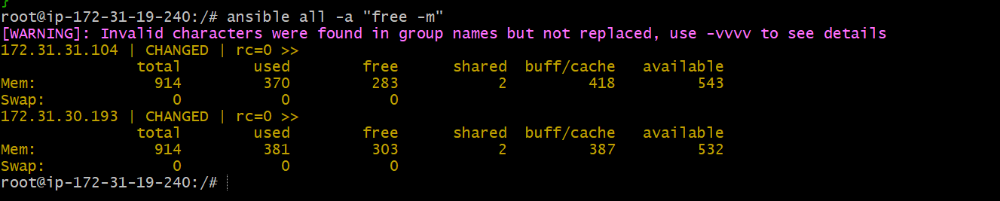 }
root@ip-172-31-19-240:/# ansible all -a "free -m"
[WARNING]: Invalid characters were found in group names but not replaced, use -vvvv to see details
172.31.31.104 | CHANGED | rc=0 >>
               total        used        free      shared  buff/cache   available
Mem:             914         370         283           2         418         543
Swap:              0           0           0
172.31.30.193 | CHANGED | rc=0 >>
               total        used        free      shared  buff/cache   available
Mem:             914         381         303           2         387         532
Swap:              0           0           0
root@ip-172-31-19-240:/#